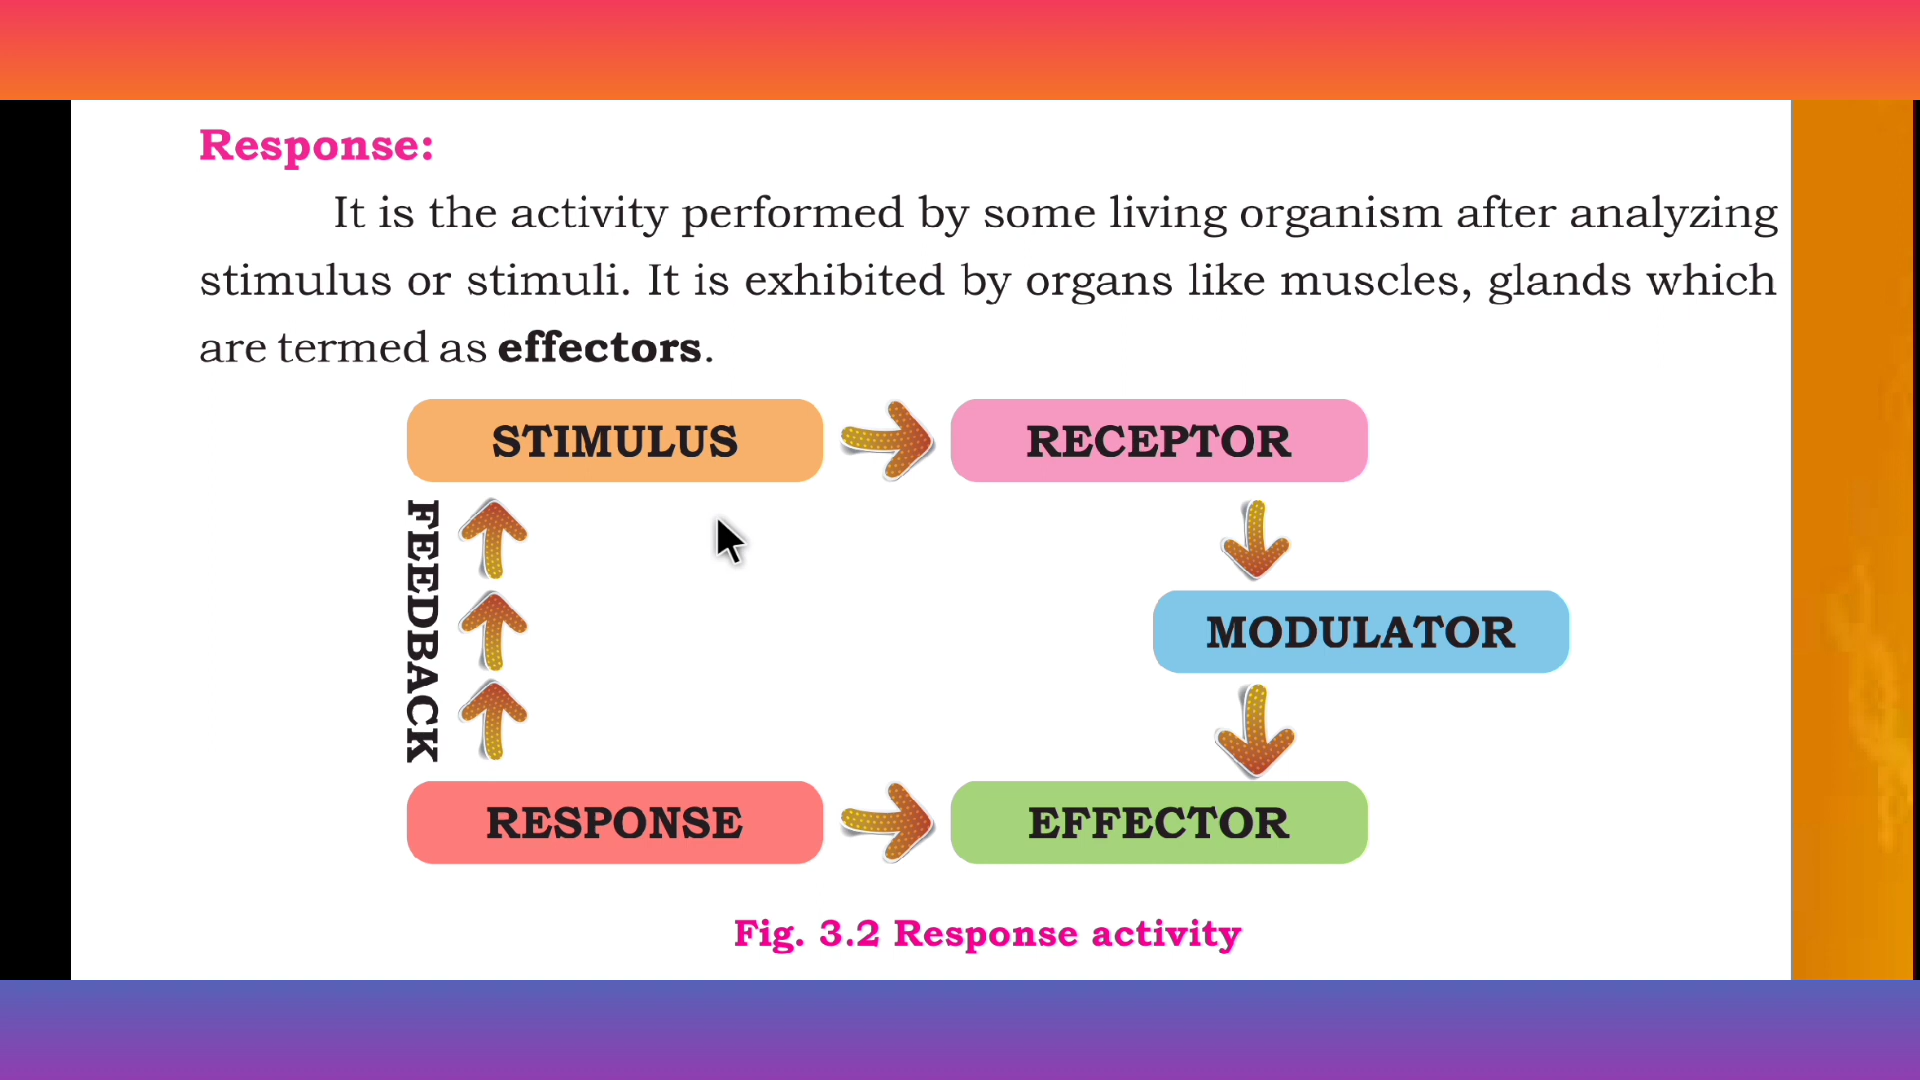 Response:
It is the activity performed by some living organism after analyzing
stimulus or stimuli. It is exhibited by organs like muscles, glands which
are termed as effectors.
STIMULUS
RECEPTOR
FEEDBACK
MODULATOR
RESPONSE
EFFECTOR
Fig. 3.2 Response activity